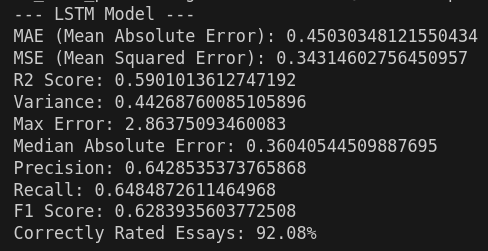 --- LSTM Model ---
MAE (Mean Absolute Error): 0.45030348121550434
MSE (Mean Squared Error): 0.34314602756450957
R2 Score: 0.5901013612747192
Variance: 0.44268760085105896
Max Error: 2.86375093460083
Median Absolute Error: 0.36040544509887695
Precision: 0.6428535373765868
Recall: 0.6484872611464968
F1 Score: 0.6283935603772508
Correctly Rated Essays: 92.08%